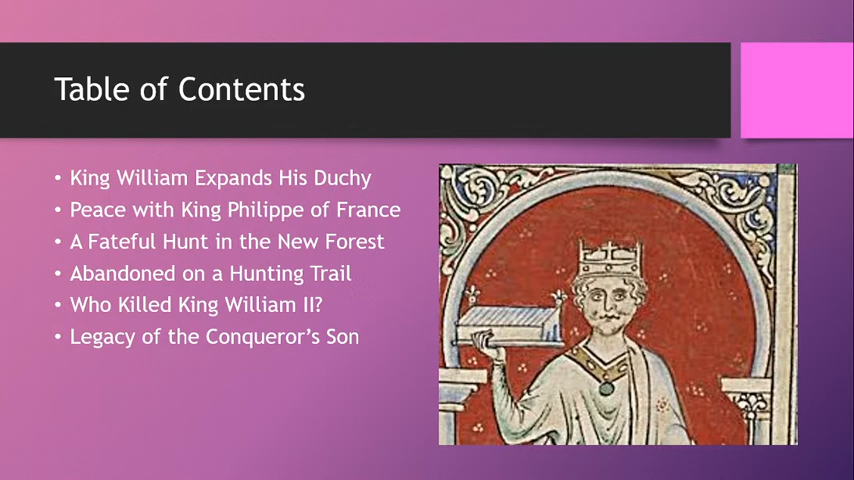 Table of Contents
• King William Expands His Duchy
• Peace with King Philippe of France
• A Fateful Hunt in the New Forest
• Abandoned on a Hunting Trail
• Who Killed King William II?
• Legacy of the Conqueror’s Son